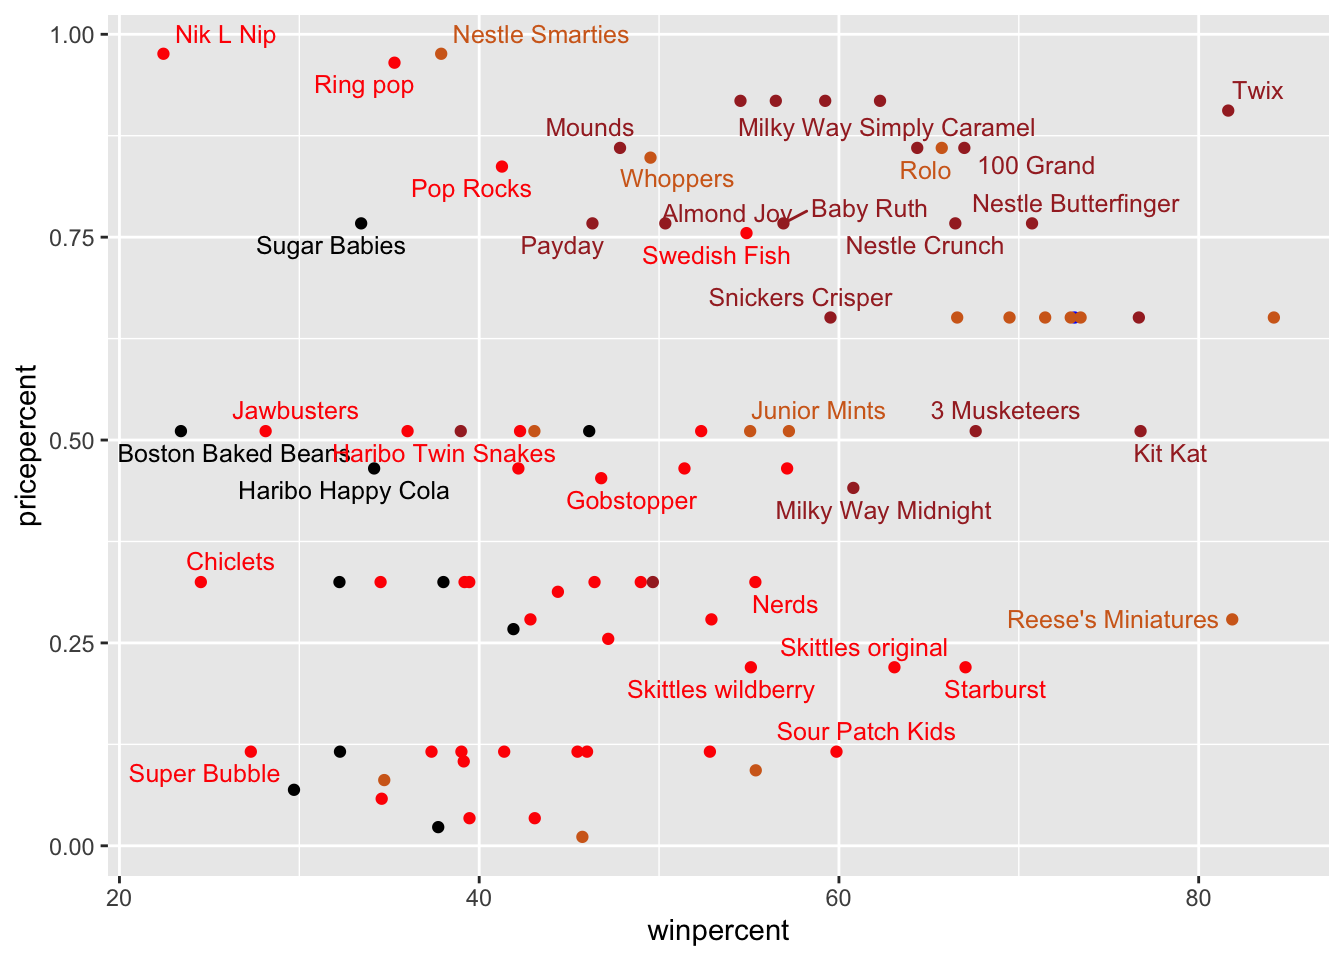 1.00
Nik L Nip
Nestle Smarties
Ring pop
Twix
Mounds
Milky Way Simply Caramel
Whoppers
Rolo
100 Grand
Pop Rocks
Almond Joy
Baby Ruth
Nestle Butterfinger
0.75
Sugar Babies
Payday
Swedish Fish
Nestle Crunch
Snickers Crisper
pricepercent
Jawbusters
Junior Mints
3 Musketeers
0.50
Boston Baked Beans
Haribo Twin Snakes
Kit Kat
Haribo Happy Cola
Gobstopper
Milky Way Midnight
Chiclets
Nerds
Reese's Miniatures
0.25
Skittles original
Skittles wildberry
Starburst
Sour Patch Kids
Super Bubble
0.00
20
40
60
80
winpercent